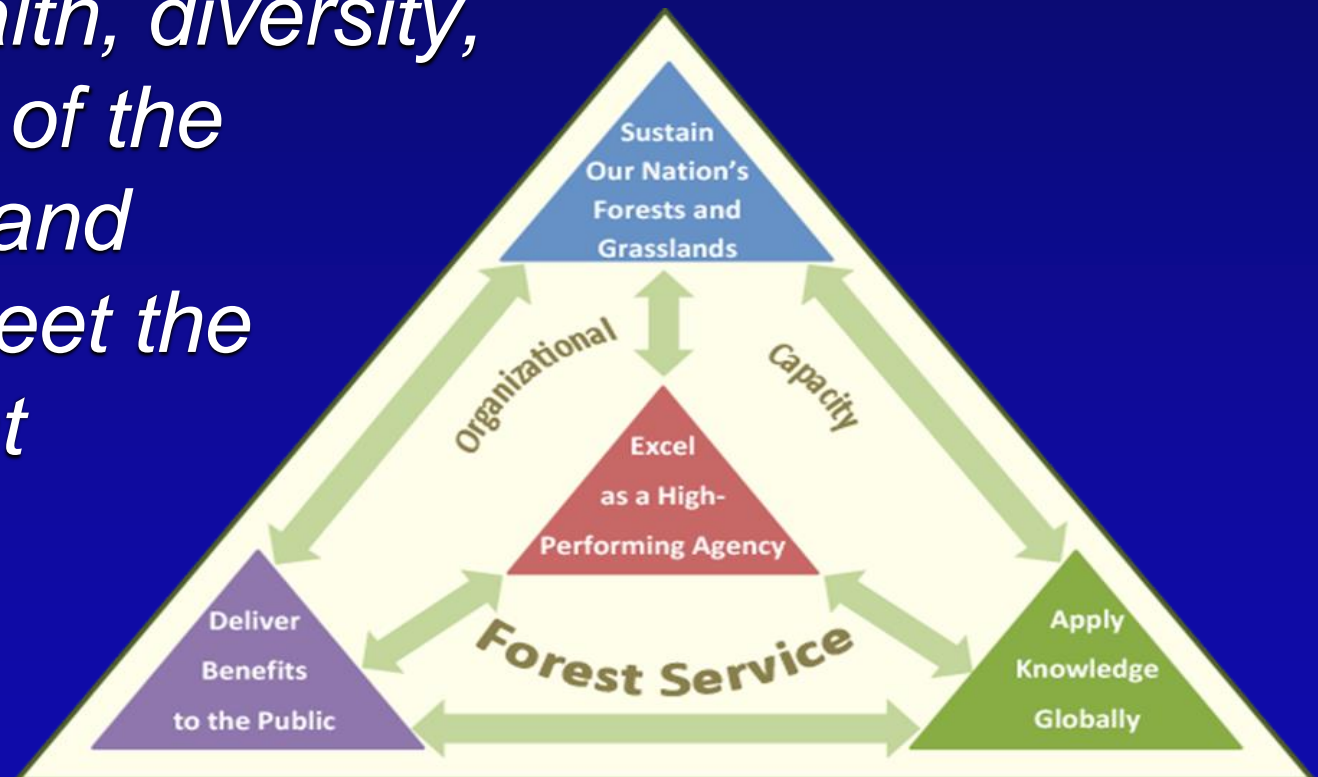 alth, diversity,
of the
and
eet the
t
Sustain
Our Nation’s
Forests and
Grasslands
Organizational
Capacity
Excel
as a High-
Performing Agency
Deliver
Benefits
to the Public
Forest Service
Apply
Knowledge
Globally